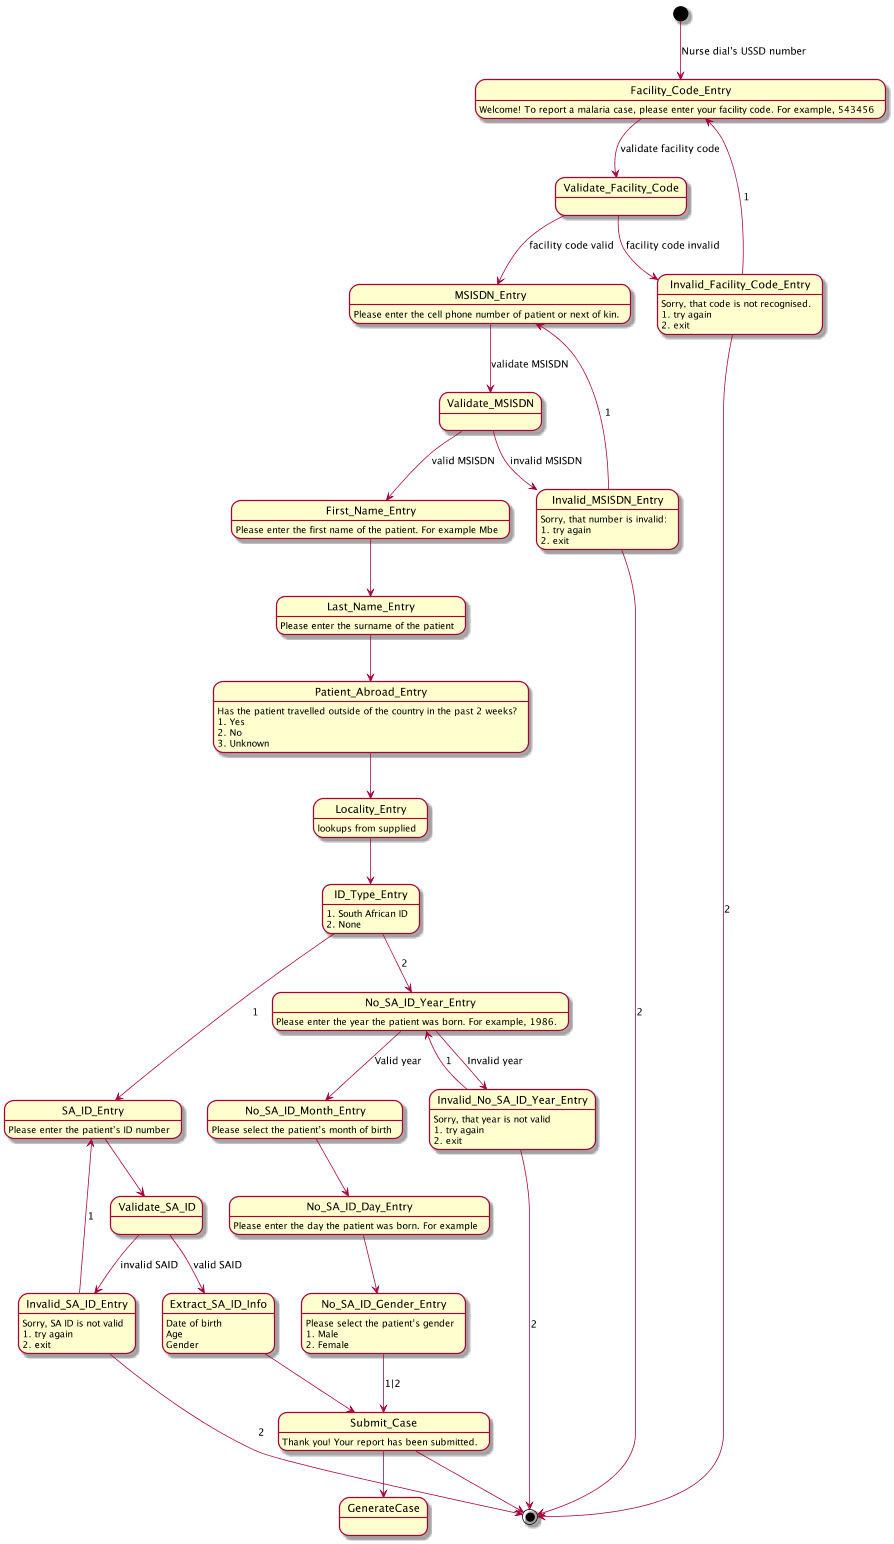 Nurse dial's USSD number
Facility_Code_Entry
Welcome! To report a malaria case, please enter your facility code. For example, 543456
validate facility code
1
Validate_Facility_Code
facility code valid
facility code invalid
MSISDN_Entry
Please enter the cell phone number of patient or next of kin.
Invalid_Facility_Code_Entry
Sorry, that code is not recognised.
1. try again
2. exit
validate MSISDN
1
Validate_MSISDN
valid MSISDN
invalid MSISDN
First_Name_Entry
Please enter the first name of the patient. For example Mbe
Invalid_MSISDN_Entry
Sorry, that number is invalid:
1. try again
2. exit
Last_Name_Entry
Please enter the surname of the patient
Patient_Abroad_Entry
Has the patient travelled outside of the country in the past 2 weeks?
1. Yes
2. No
3. Unknown
Locality_Entry
lookups from supplied
ID_Type_Entry
1. South African ID
2. None
2
2
1
2
No_SA_ID_Year_Entry
Please enter the year the patient was born. For example, 1986.
Valid year
1
Invalid year
SA_ID_Entry
Please enter the patient's ID number
No_SA_ID_Month_Entry
Please select the patient's month of birth
Invalid_No_SA_ID_Year_Entry
Sorry, that year is not valid
1. try again
2. exit
1
Validate_SA_ID
No_SA_ID_Day_Entry
Please enter the day the patient was born. For example
invalid SAID
valid SAID
Invalid_SA_ID_Entry
Sorry, SA ID is not valid
1. try again
2. exit
Extract_SA_ID_Info
Date of birth
Age
Gender
No_SA_ID_Gender_Entry
Please select the patient's gender
1. Male
2. Female
2
1|2
2
Submit_Case
Thank you! Your report has been submitted.
GenerateCase